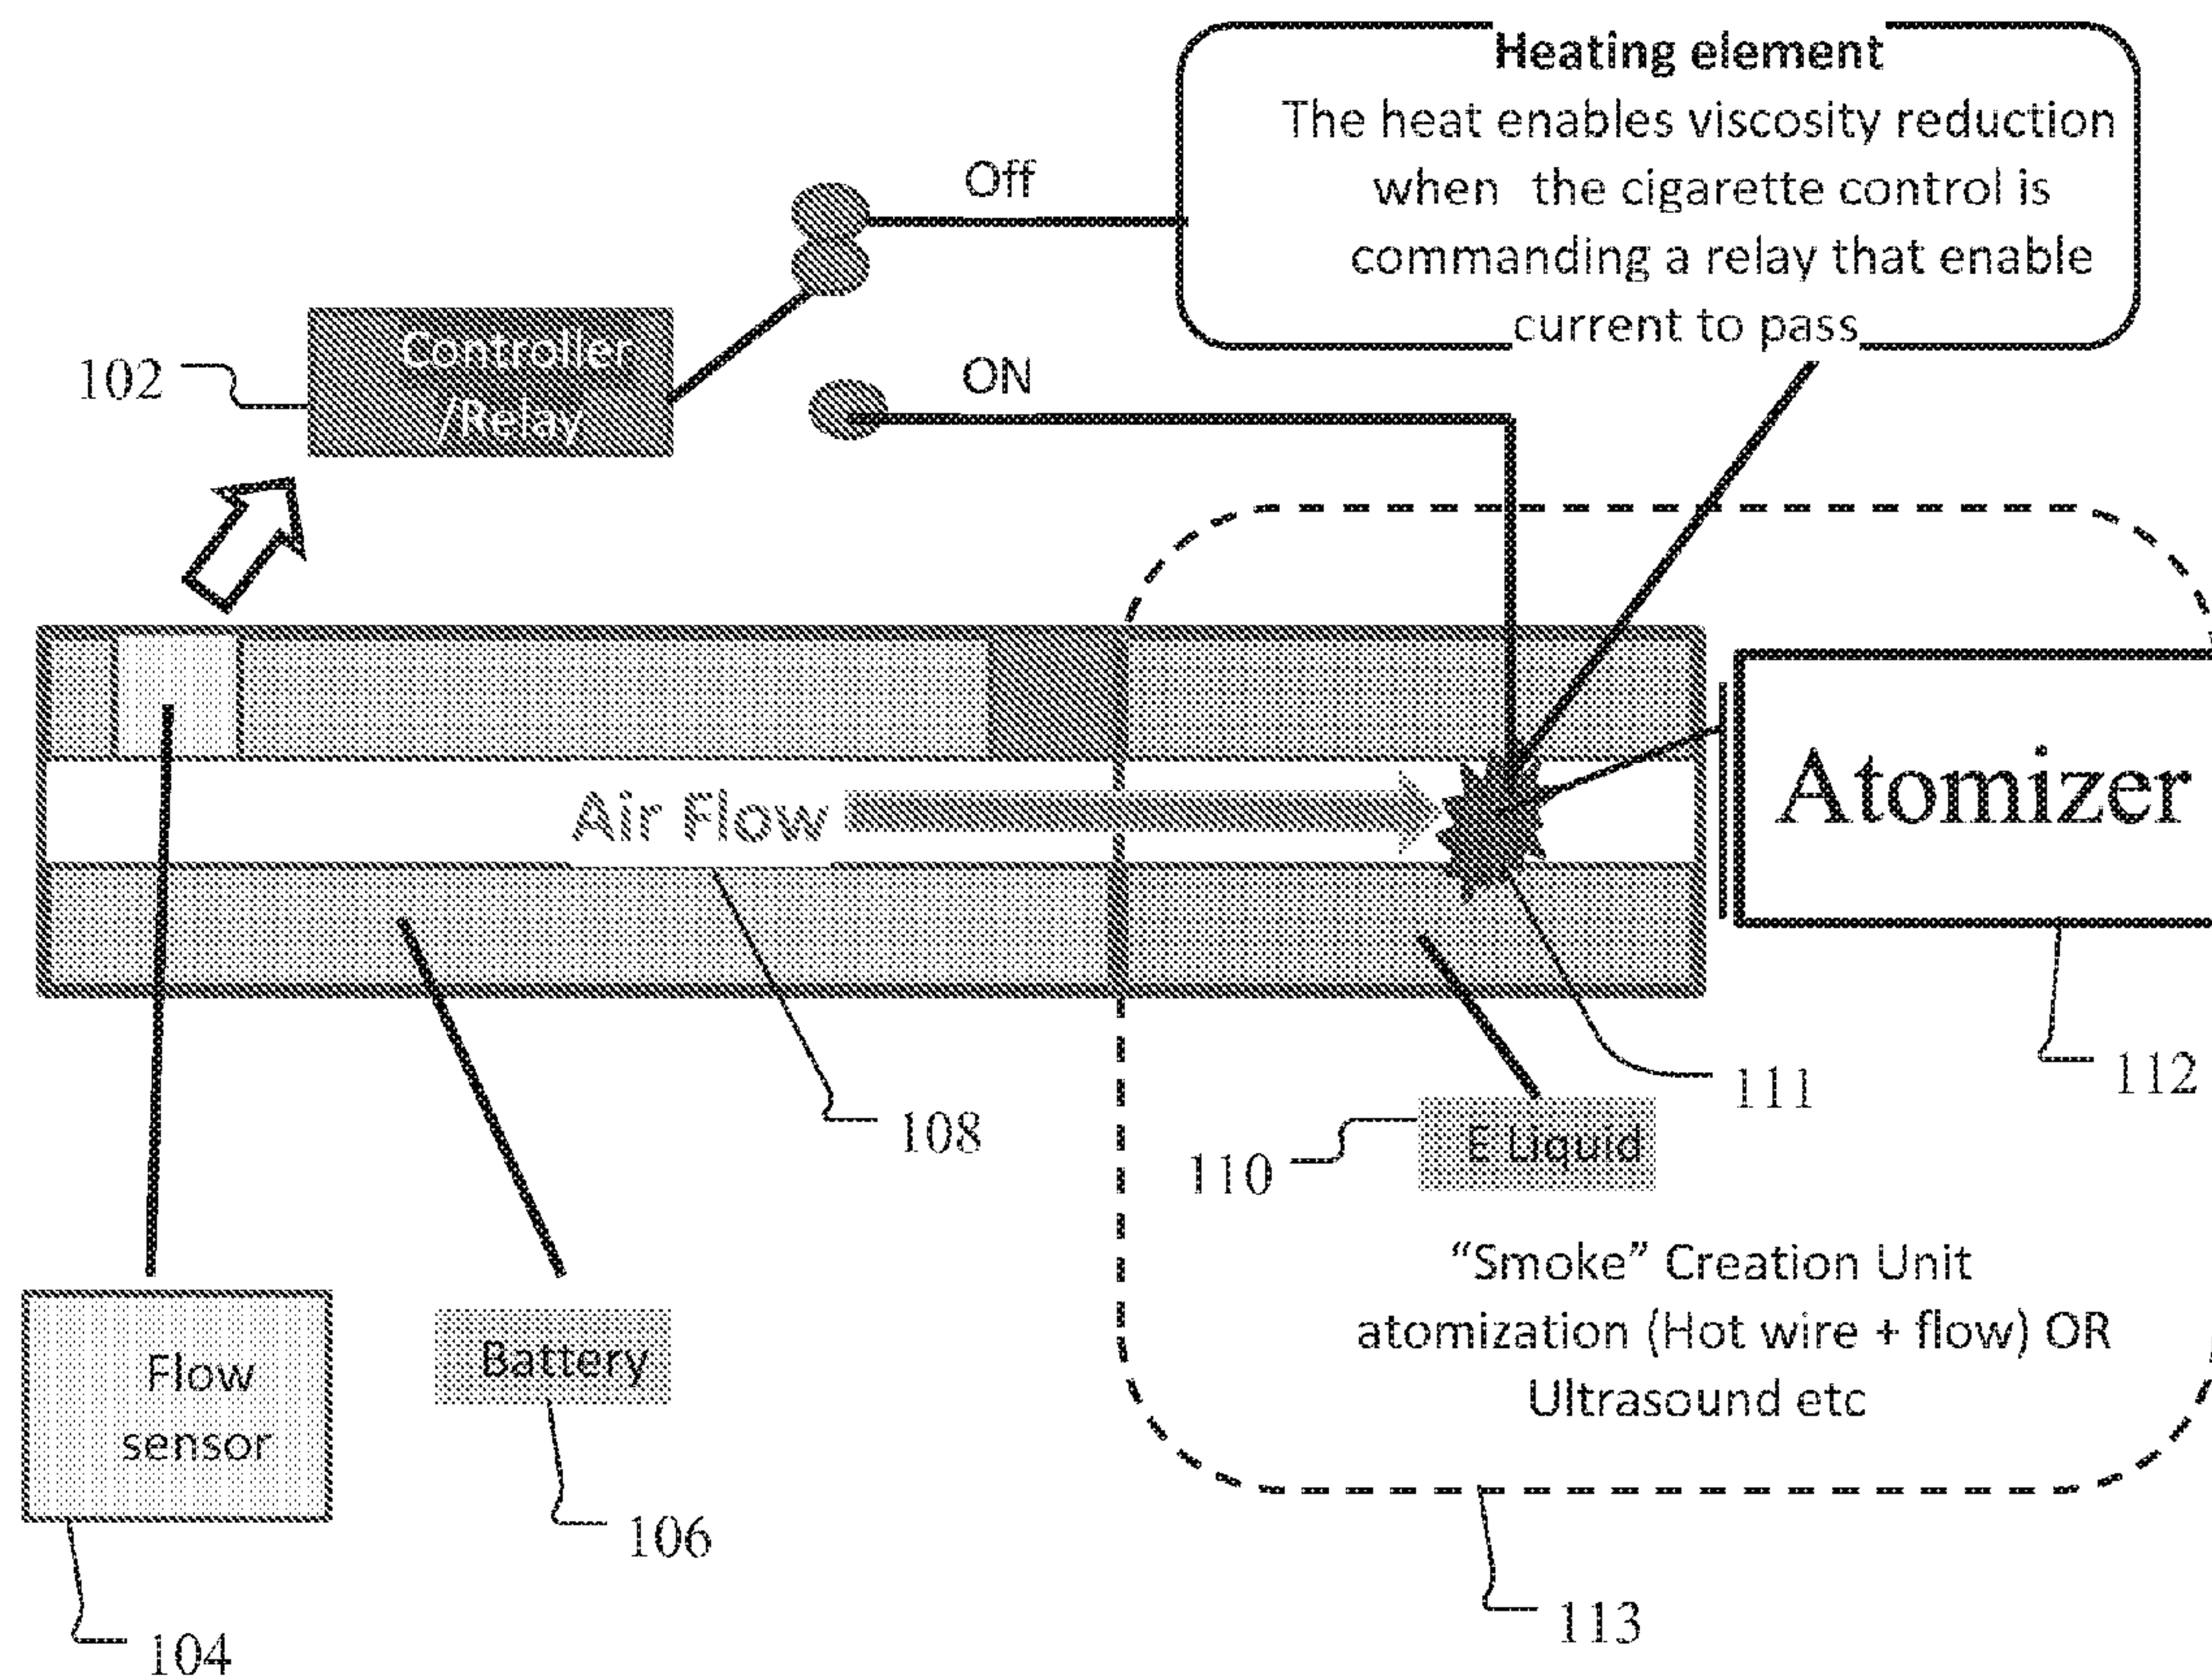 Heating element
The heat enables viscosity reduction
when the cigarette control is
commanding a relay that enable
current to pass
Off
ON
102
Controller
/Relay
Air Flow
Atomizer
108
111
112
110
E Liquid
"Smoke" Creation Unit
atomization (Hot wire + flow) OR
Ultrasound etc
Flow
sensor
Battery
106
104
113